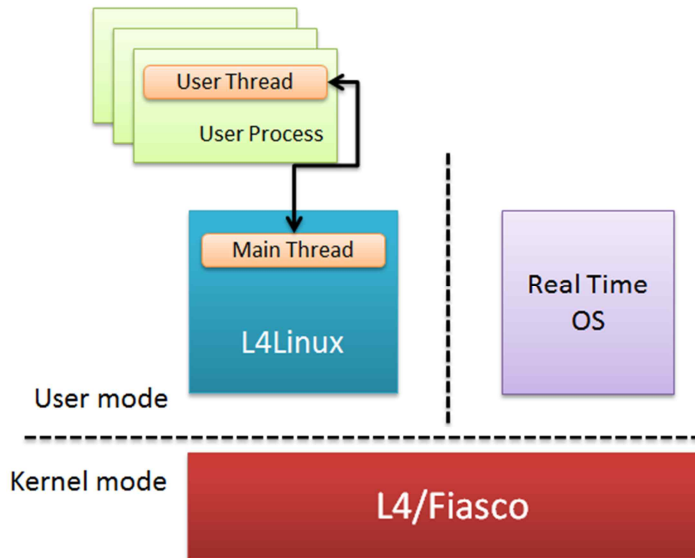 User Thread
User Process
Main Thread
L4Linux
Real Time
OS
User mode
Kernel mode
L4/Fiasco